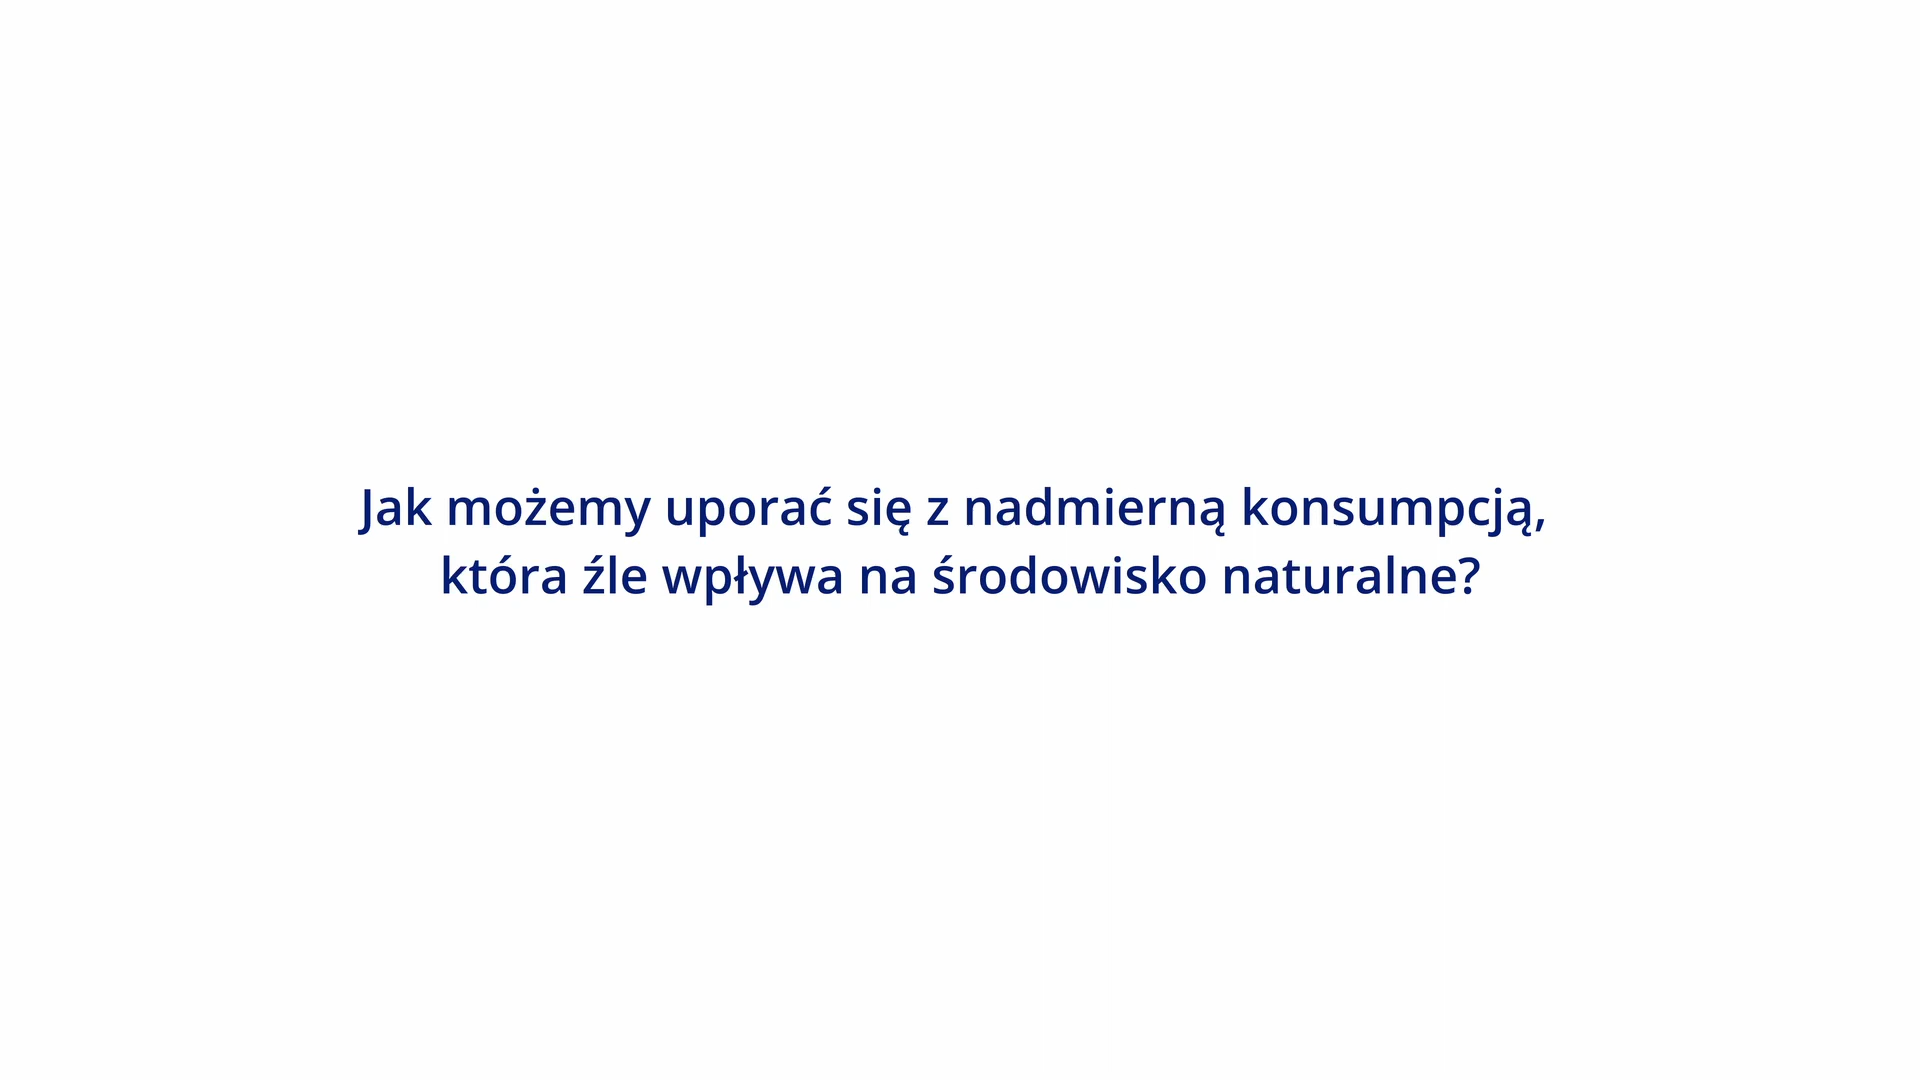 Jak możemy uporać się z nadmierną konsumpcją,
która źle wpływa na środowisko naturalne?